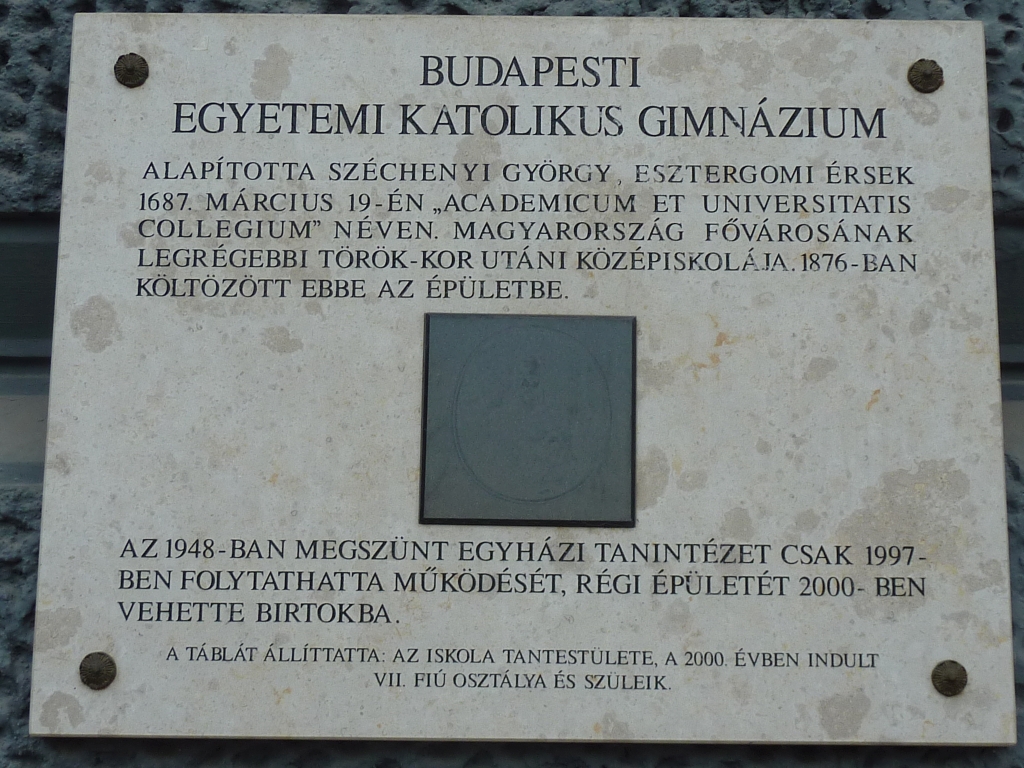 BUDAPESTI
EGYETEMI KATOLIKUS GIMNÁZIUM
ALAPÍTOTTA SZÉCHENYI GYÖRGY, ESZTERGOMI ÉRSEK
1687. MÁRCIUS 19-ÉN „ACADEMICUM ET UNIVERSITATIS
COLLEGIUM” NÉVEN. MAGYARORSZÁG FŐVÁROSÁNAK
LEGRÉGEBBI TÖRÖK-KOR UTÁNI KÖZÉPISKOLÁJA. 1876-BAN
KÖLTÖZÖTT EBBE AZ ÉPÜLETBE.
AZ 1948-BAN MEGSZÜNT EGYHÁZI TANINTÉZET CSAK 1997-
BEN FOLYTATHATTA MŰKÖDÉSÉT, RÉGI ÉPÜLETÉT 2000- BEN
VEHETTE BIRTOKBA.
A TÁBLÁT ÁLLÍTTATTA: AZ ISKOLA TANTESTÜLETE, A 2000. ÉVBEN INDULT
VII. FIÚ OSZTÁLYA ÉS SZÜLEIK.